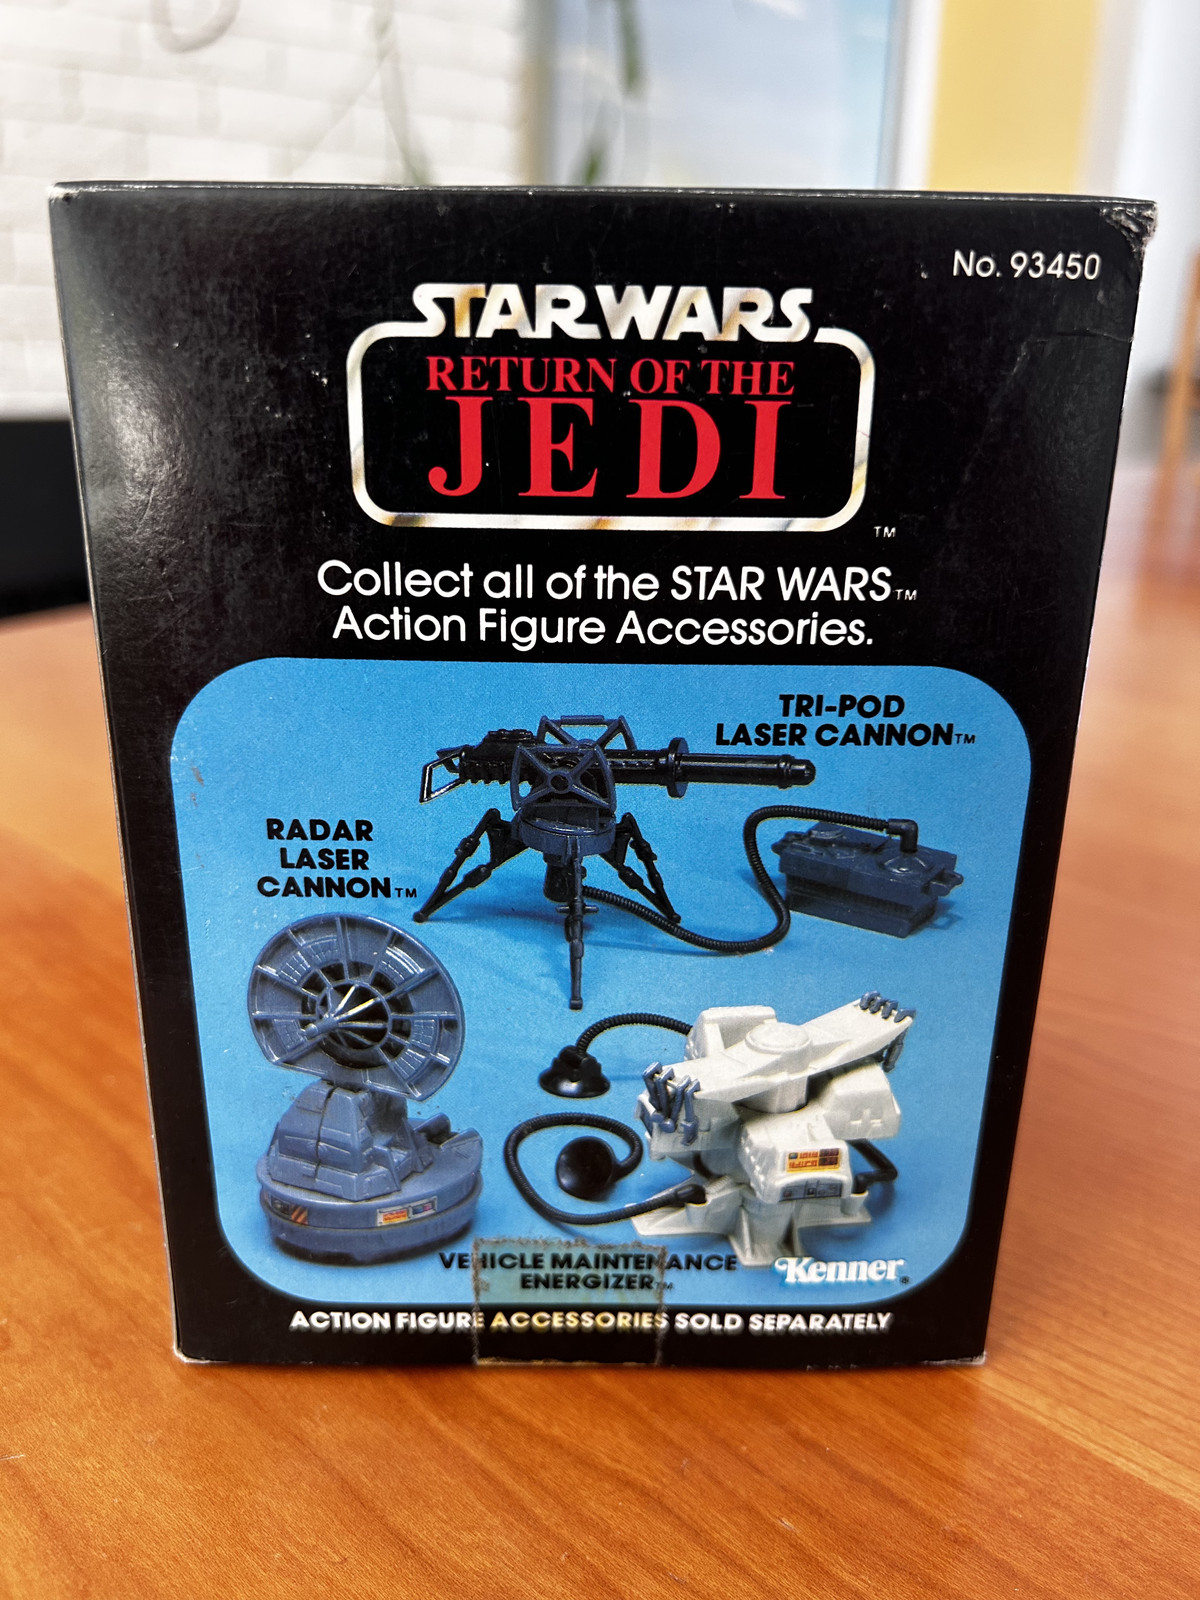 No. 93450
STAR WARS
RETURN OF THE
JEDI
TM
Collect all of the STAR WARS TM
Action Figure Accessories.
TRI-POD
LASER CANNON TM
RADAR
LASER
CANNON TM
VEHICLE MAINTENANCE
ENERGIZER TM
Kenner®
ACTION FIGURE ACCESSORIES SOLD SEPARATELY